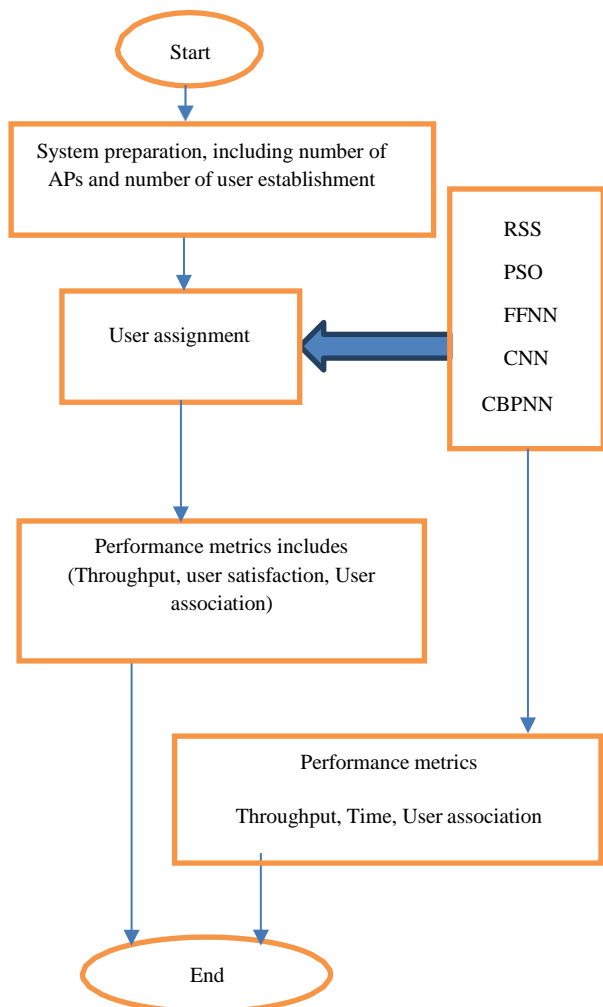 Start
System preparation, including number of
APs and number of user establishment
RSS
PSO
FFNN
CNN
CBPNN
User assignment
Performance metrics includes
(Throughput, user satisfaction, User
association)
Performance metrics
Throughput, Time, User association
End